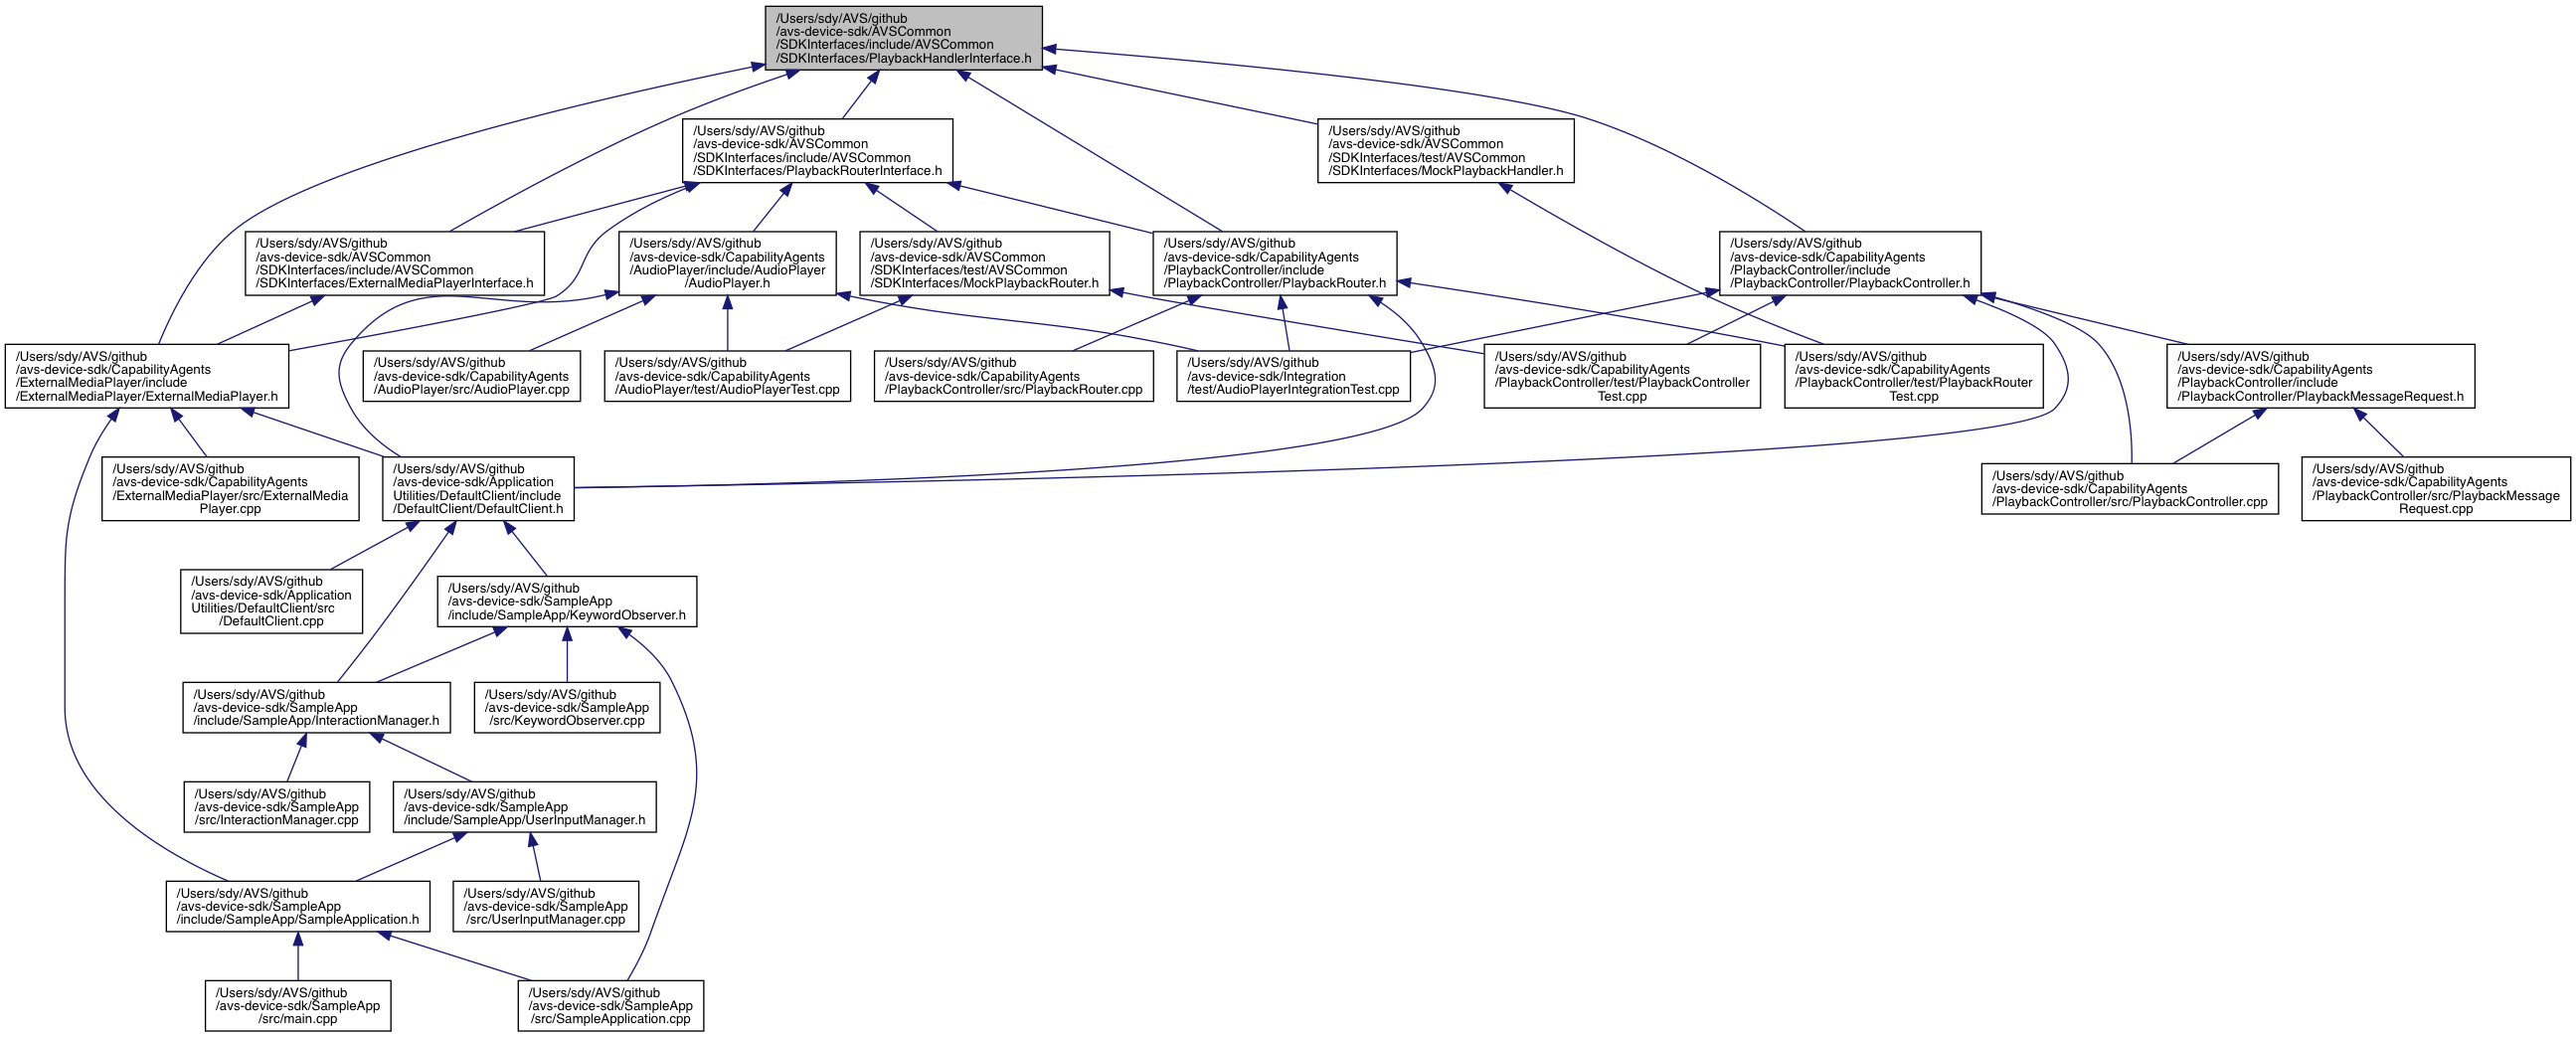 /Users/sdy/AVS/github
/avs-device-sdk/AVSCommon
/SDKInterfaces/include/AVSCommon
/SDKInterfaces/PlaybackHandlerInterface.h
/Users/sdy/AVS/github
/avs-device-sdk/AVSCommon
/SDKInterfaces/include/AVSCommon
/SDKInterfaces/PlaybackRouterInterface.h
/Users/sdy/AVS/github
/avs-device-sdk/AVSCommon
/SDKInterfaces/test/AVSCommon
/SDKInterfaces/MockPlaybackHandler.h
/Users/sdy/AVS/github
/avs-device-sdk/AVSCommon
/SDKInterfaces/include/AVSCommon
/SDKInterfaces/ExternalMediaPlayerInterface.h
/Users/sdy/AVS/github
/avs-device-sdk/CapabilityAgents
/AudioPlayer/include/AudioPlayer
/AudioPlayer.h
/Users/sdy/AVS/github
/avs-device-sdk/AVSCommon
/SDKInterfaces/test/AVSCommon
/SDKInterfaces/MockPlaybackRouter.h
/Users/sdy/AVS/github
/avs-device-sdk/CapabilityAgents
/PlaybackController/include
/PlaybackController/PlaybackRouter.h
/Users/sdy/AVS/github
/avs-device-sdk/CapabilityAgents
/PlaybackController/include
/PlaybackController/PlaybackController.h
/Users/sdy/AVS/github
/avs-device-sdk/CapabilityAgents
/ExternalMediaPlayer/include
/ExternalMediaPlayer/ExternalMediaPlayer.h
/Users/sdy/AVS/github
/avs-device-sdk/CapabilityAgents
/AudioPlayer/src/AudioPlayer.cpp
/Users/sdy/AVS/github
/avs-device-sdk/CapabilityAgents
/AudioPlayer/test/AudioPlayerTest.cpp
/Users/sdy/AVS/github
/avs-device-sdk/CapabilityAgents
/PlaybackController/src/PlaybackRouter.cpp
/Users/sdy/AVS/github
/avs-device-sdk/Integration
/test/AudioPlayerIntegrationTest.cpp
/Users/sdy/AVS/github
/avs-device-sdk/CapabilityAgents
/PlaybackController/test/PlaybackController
Test.cpp
/Users/sdy/AVS/github
/avs-device-sdk/CapabilityAgents
/PlaybackController/test/PlaybackRouter
Test.cpp
/Users/sdy/AVS/github
/avs-device-sdk/CapabilityAgents
/PlaybackController/include
/PlaybackController/PlaybackMessageRequest.h
/Users/sdy/AVS/github
/avs-device-sdk/CapabilityAgents
/ExternalMediaPlayer/src/ExternalMedia
Player.cpp
/Users/sdy/AVS/github
/avs-device-sdk/Application
Utilities/DefaultClient/include
/DefaultClient/DefaultClient.h
/Users/sdy/AVS/github
/avs-device-sdk/CapabilityAgents
/PlaybackController/src/PlaybackController.cpp
/Users/sdy/AVS/github
/avs-device-sdk/CapabilityAgents
/PlaybackController/src/PlaybackMessage
Request.cpp
/Users/sdy/AVS/github
/avs-device-sdk/Application
Utilities/DefaultClient/src
/DefaultClient.cpp
/Users/sdy/AVS/github
/avs-device-sdk/SampleApp
/include/SampleApp/KeywordObserver.h
/Users/sdy/AVS/github
/avs-device-sdk/SampleApp
/include/SampleApp/InteractionManager.h
/Users/sdy/AVS/github
/avs-device-sdk/SampleApp
/src/KeywordObserver.cpp
/Users/sdy/AVS/github
/avs-device-sdk/SampleApp
/src/InteractionManager.cpp
/Users/sdy/AVS/github
/avs-device-sdk/SampleApp
/include/SampleApp/UserInputManager.h
/Users/sdy/AVS/github
/avs-device-sdk/SampleApp
/include/SampleApp/SampleApplication.h
/Users/sdy/AVS/github
/avs-device-sdk/SampleApp
/src/UserInputManager.cpp
/Users/sdy/AVS/github
/avs-device-sdk/SampleApp
/src/main.cpp
/Users/sdy/AVS/github
/avs-device-sdk/SampleApp
/src/SampleApplication.cpp